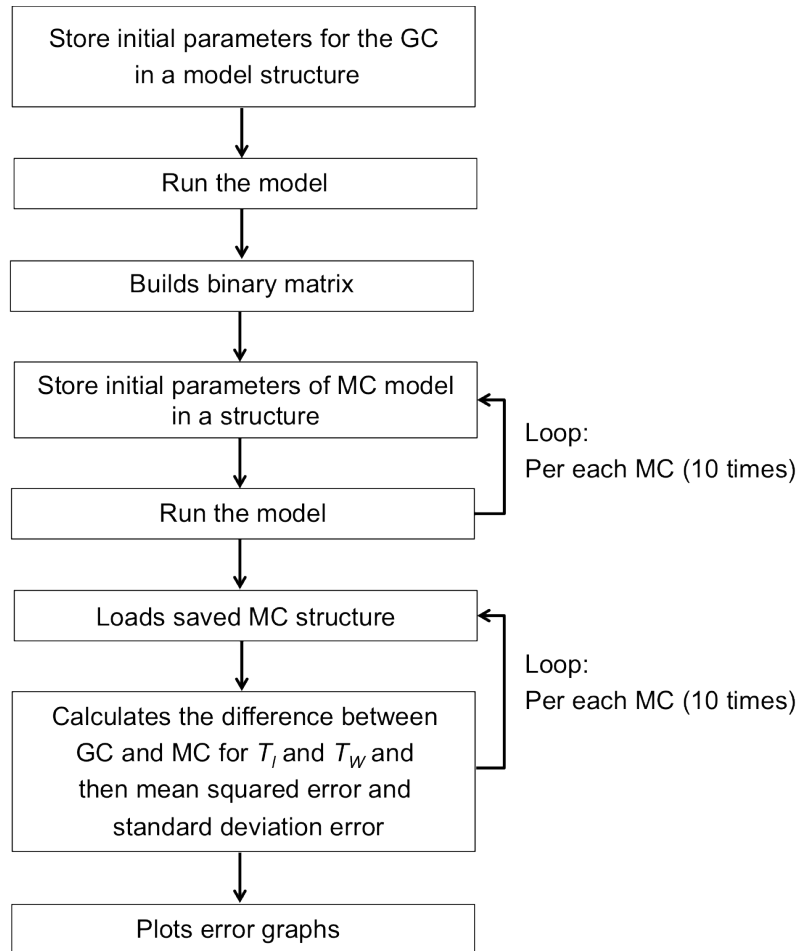 Store initial parameters for the GC
in a model structure
Run the model
Builds binary matrix
Store initial parameters of MC model
in a structure
Loop:
Per each MC (10 times)
Run the model
Loads saved MC structure
Loop:
Per each MC (10 times)
Calculates the difference between
GC and MC for T_I and T_W and
then mean squared error and
standard deviation error
Plots error graphs